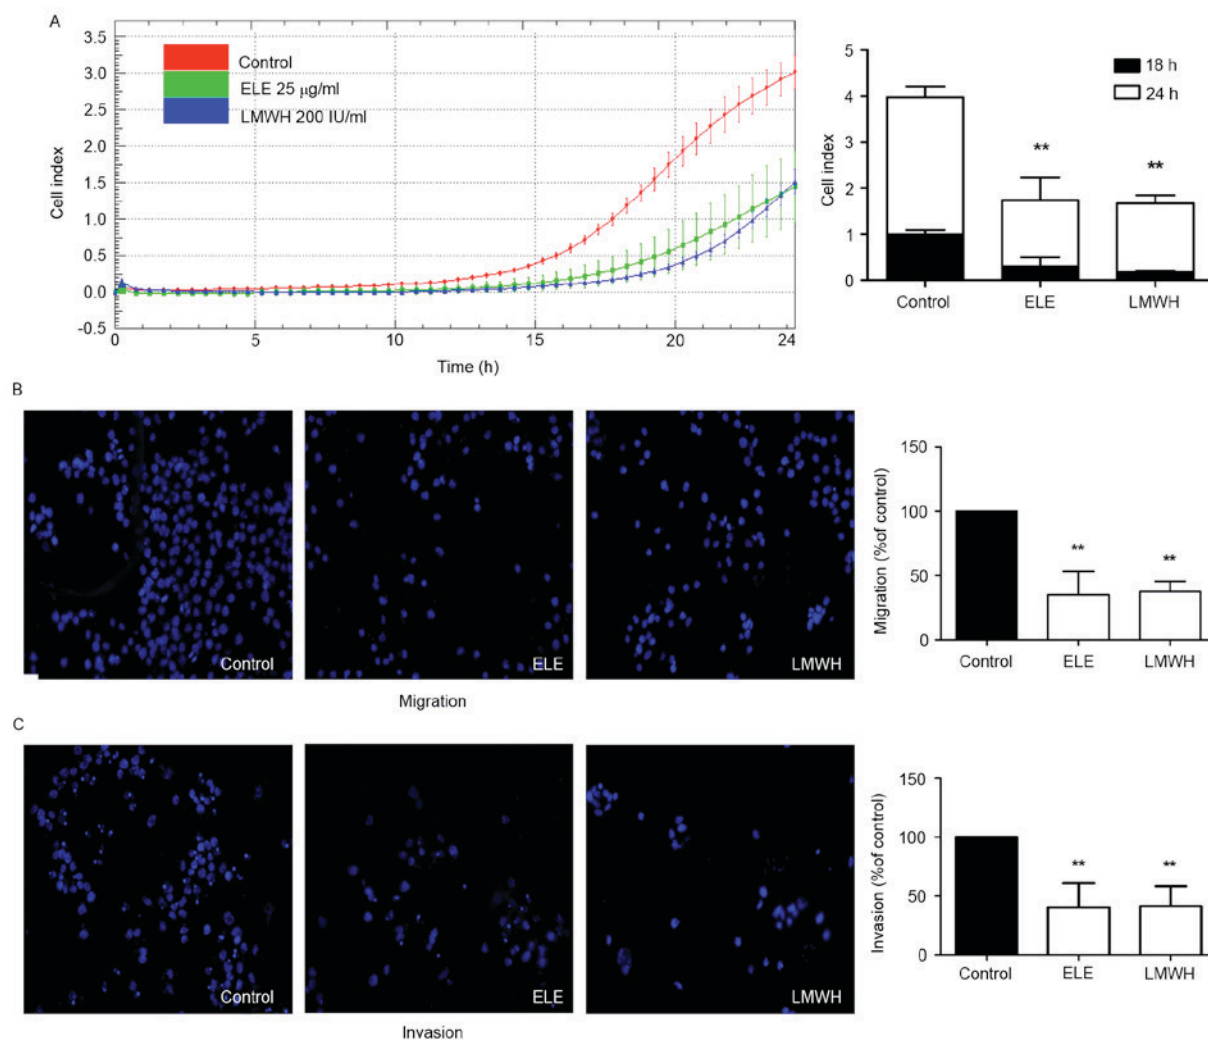 A
Control
ELE 25 μg/ml
LMWH 200 IU/ml
Cell index
3.5
3.0
2.5
2.0
1.5
1.0
0.5
0.0
-0.5
0 5 10 15 20 24
Time (h)
Cell index
5
4
3
2
1
0
18 h
24 h
**
**
Control ELE LMWH
B
Control
ELE
LMWH
Migration
Migration (%of control)
150
100
50
0
**
**
Control ELE LMWH
C
Control
ELE
LMWH
Invasion
Invasion (%of control)
150
100
50
0
**
**
Control ELE LMWH